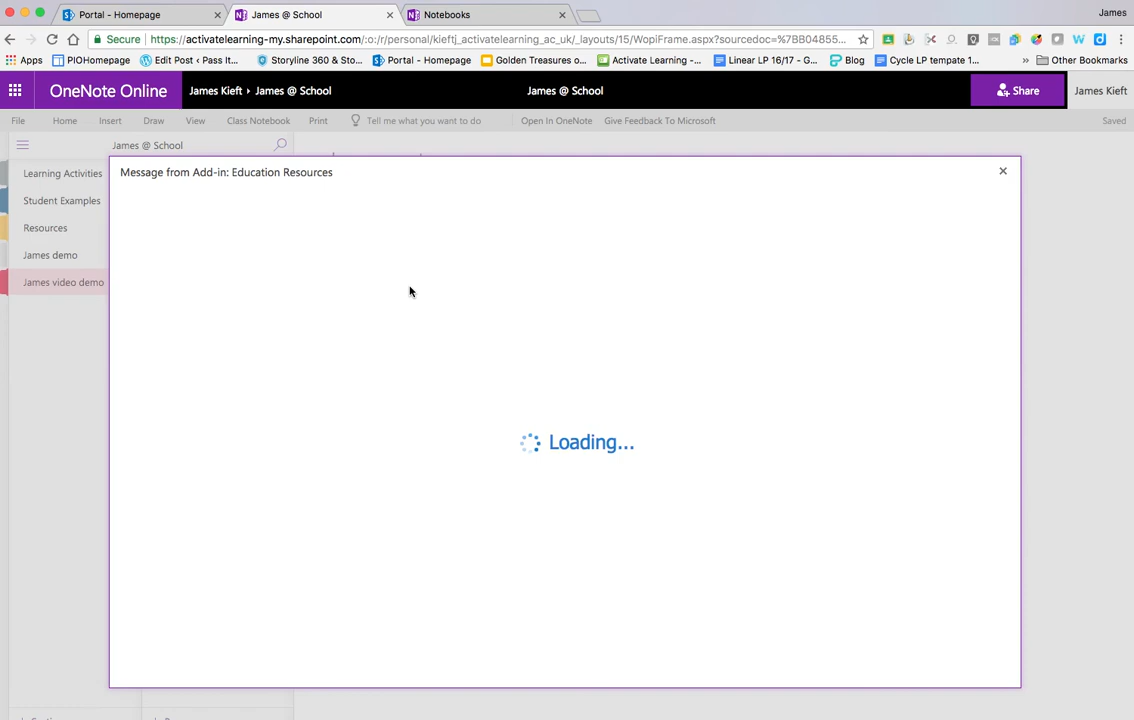 Portal - Homepage
James @ School
Notebooks
James
Secure
https://activatelearning-my.sharepoint.com/:o:/r/personal/kieftj_activatelearning_ac_uk/_layouts/15/WopiFrame.aspx?sourcedoc=%7BB04855...
Apps
PIOHomepage
Edit Post ‹ Pass It...
Storyline 360 & Sto...
Portal - Homepage
Golden Treasures o...
Activate Learning -...
Linear LP 16/17 - G...
Blog
Cycle LP tempate 1...
» Other Bookmarks
OneNote Online
James Kieft ▸ James @ School
James @ School
Share
James Kieft
File
Home
Insert
Draw
View
Class Notebook
Print
Tell me what you want to do
Open In OneNote
Give Feedback To Microsoft
Saved
James @ School
Message from Add-in: Education Resources
Learning Activities
Student Examples
Resources
James demo
James video demo
Loading...